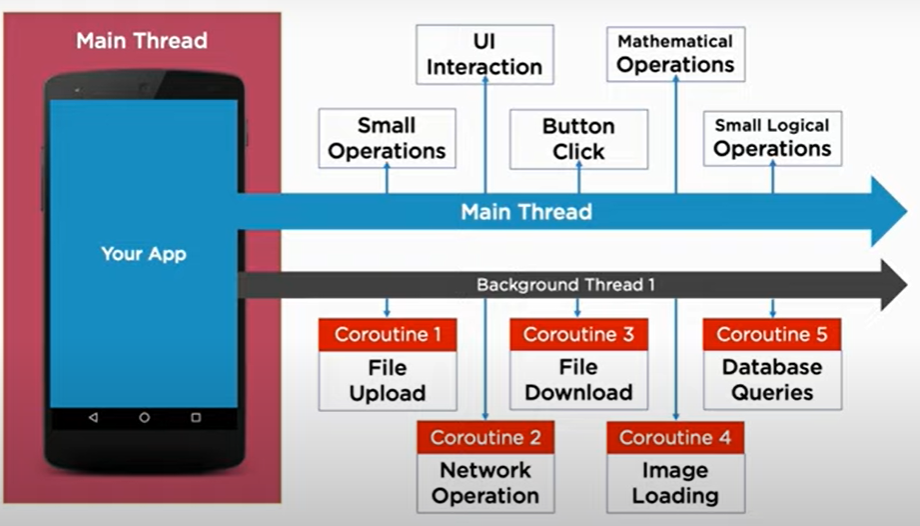 Main Thread
Your App
UI
Interaction
Mathematical
Operations
Small
Operations
Button
Click
Small Logical
Operations
Main Thread
Background Thread 1
Coroutine 1
File
Upload
Coroutine 3
File
Download
Coroutine 5
Database
Queries
Coroutine 2
Network
Operation
Coroutine 4
Image
Loading